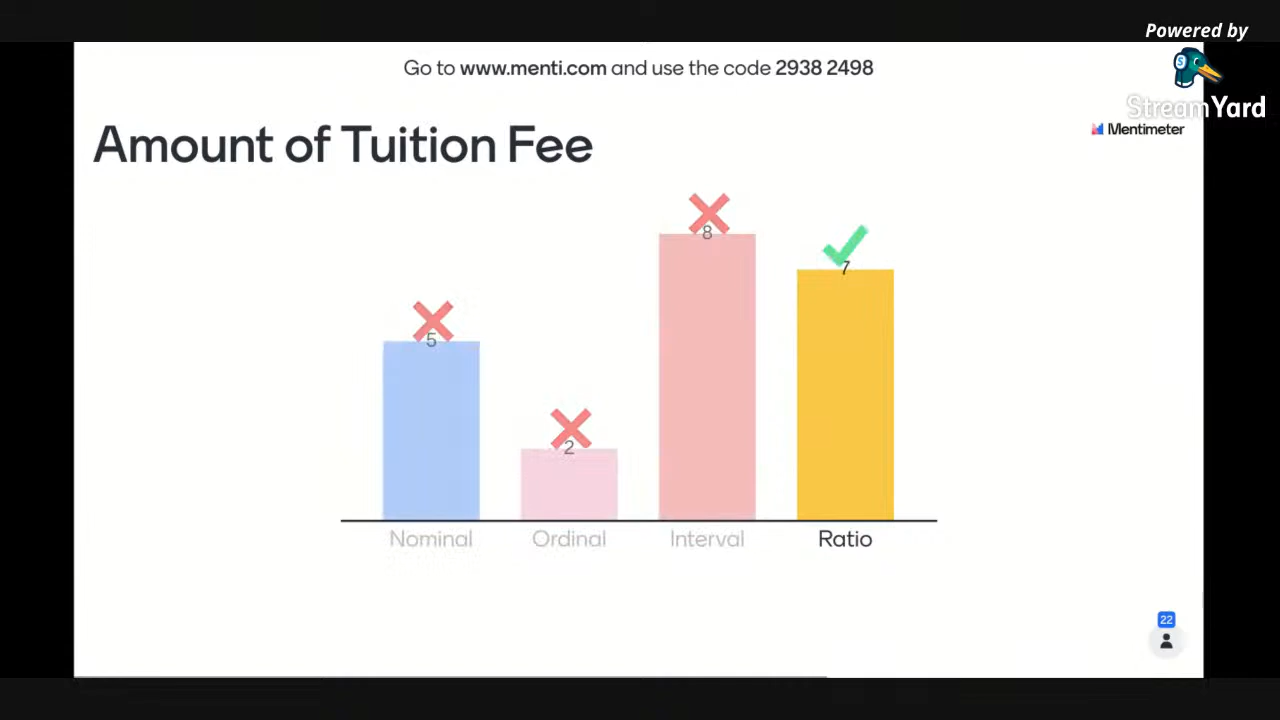 Powered by
StreamYard
Go to www.menti.com and use the code 2938 2498
Mentimeter
Amount of Tuition Fee
5
2
8
7
Nominal
Ordinal
Interval
Ratio
22